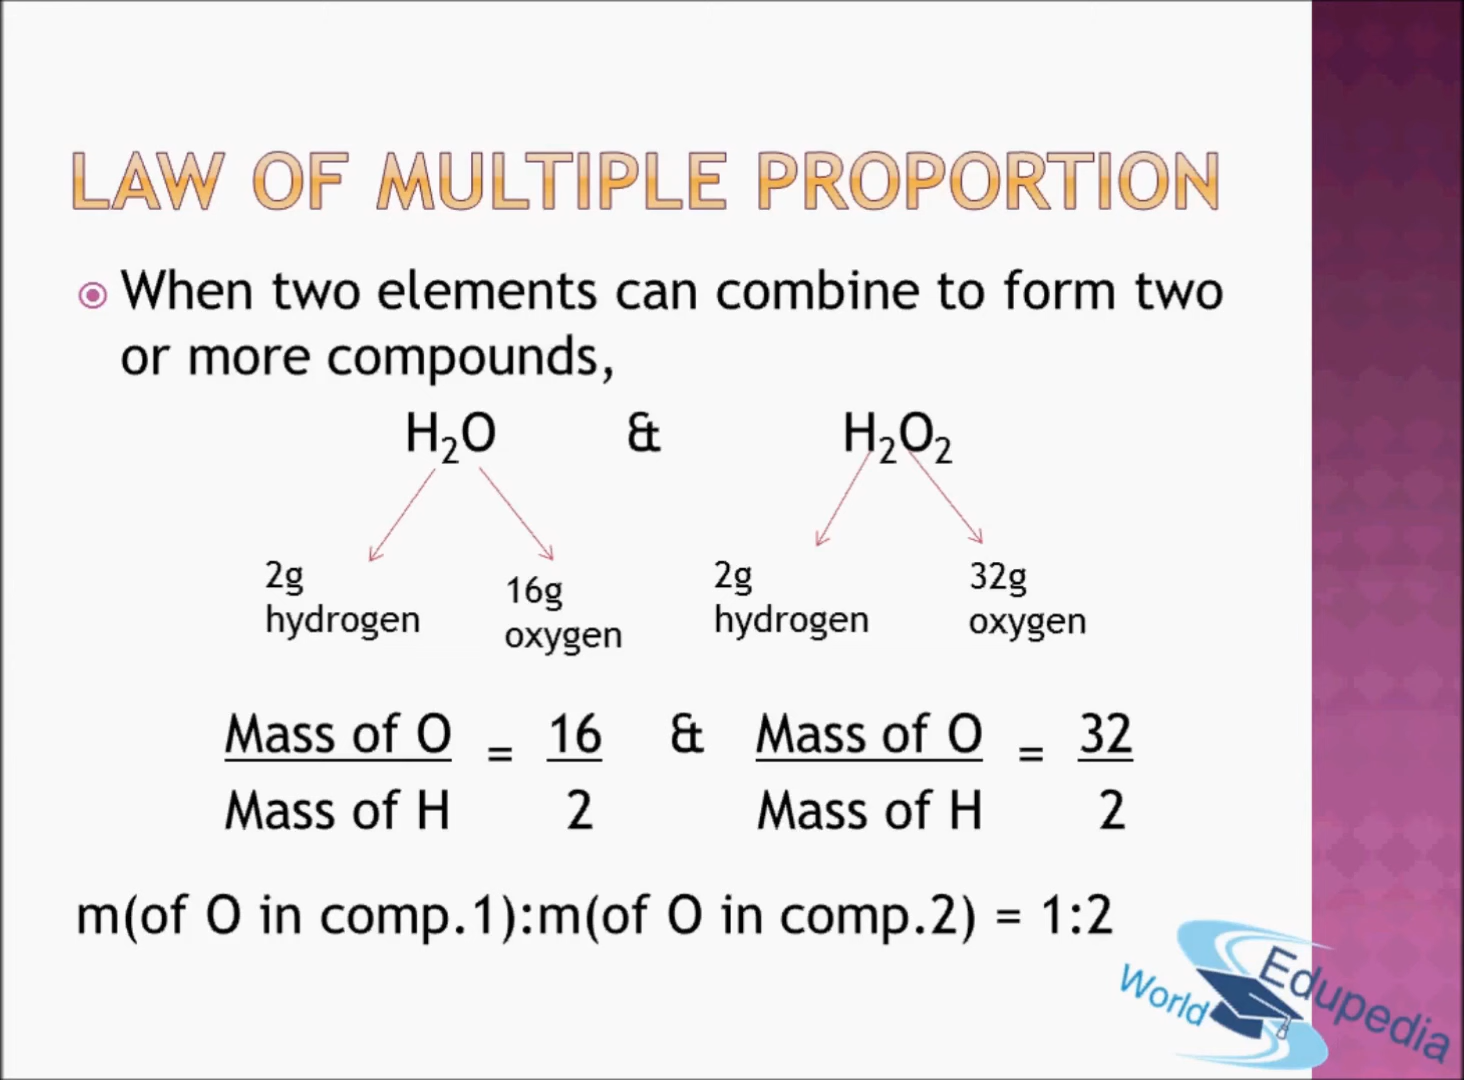 LAW OF MULTIPLE PROPORTION
When two elements can combine to form two
or more compounds,
H₂O & H₂O₂
2g
hydrogen
16g
oxygen
2g
hydrogen
32g
oxygen
Mass of O = 16 & Mass of O = 32
Mass of H 2 Mass of H 2
m(of O in comp.1):m(of O in comp.2) = 1:2
World Edupedia